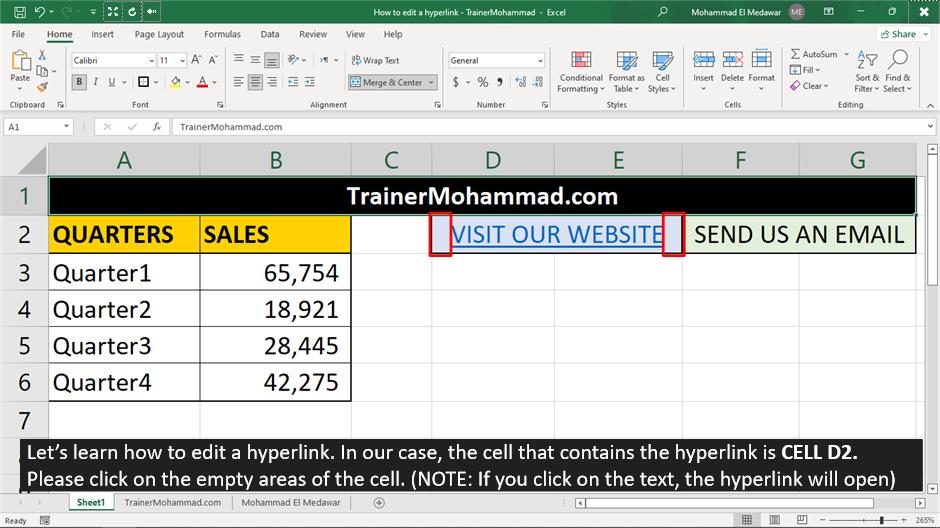 How to edit a hyperlink - TrainerMohammad - Excel
Mohammad El Medawar ME
File Home Insert Page Layout Formulas Data Review View Help Share
Paste Calibri 11 A A Wrap Text General Conditional Formatting Format as Table Cell Styles Insert Delete Format AutoSum Fill Clear Sort & Filter Find & Select
B I U A Merge & Center $ % ,
Clipboard Font Alignment Number Styles Cells Editing
A1 fx TrainerMohammad.com
A B C D E F G
1 TrainerMohammad.com
2 QUARTERS SALES VISIT OUR WEBSITE SEND US AN EMAIL
3 Quarter1 65,754
4 Quarter2 18,921
5 Quarter3 28,445
6 Quarter4 42,275
7
Let’s learn how to edit a hyperlink. In our case, the cell that contains the hyperlink is CELL D2.
Please click on the empty areas of the cell. (NOTE: If you click on the text, the hyperlink will open)
Sheet1 TrainerMohammad.com Mohammad El Medawar
Ready 265%